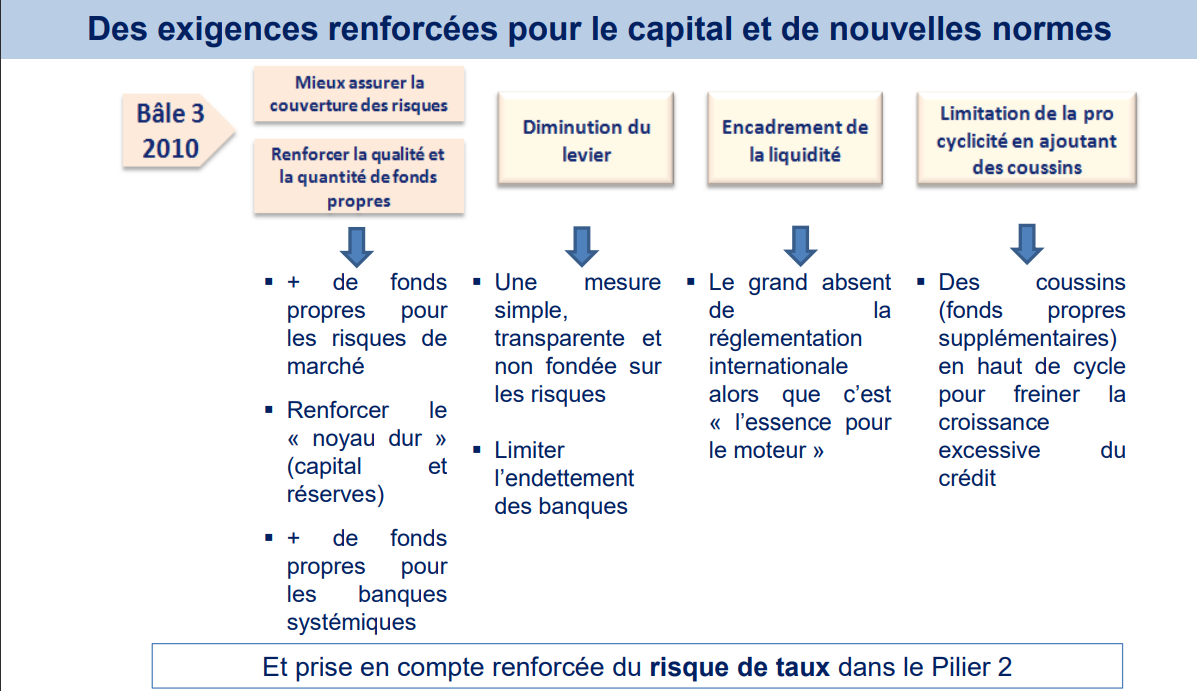 Des exigences renforcées pour le capital et de nouvelles normes
Bâle 3
2010
Mieux assurer la
couverture des risques
Renforcer la qualité et
la quantité de fonds
propres
Diminution du
levier
Encadrement de
la liquidité
Limitation de la pro
cyclicité en ajoutant
des coussins
▪ + de fonds
propres pour
les risques de
marché
▪ Renforcer le
« noyau dur »
(capital et
réserves)
▪ + de fonds
propres pour
les banques
systémiques
▪ Une mesure
simple,
transparente et
non fondée sur
les risques
▪ Limiter
l’endettement
des banques
▪ Le grand absent
de la
réglementation
internationale
alors que c’est
« l’essence pour
le moteur »
▪ Des coussins
(fonds propres
supplémentaires)
en haut de cycle
pour freiner la
croissance
excessive du
crédit
Et prise en compte renforcée du risque de taux dans le Pilier 2